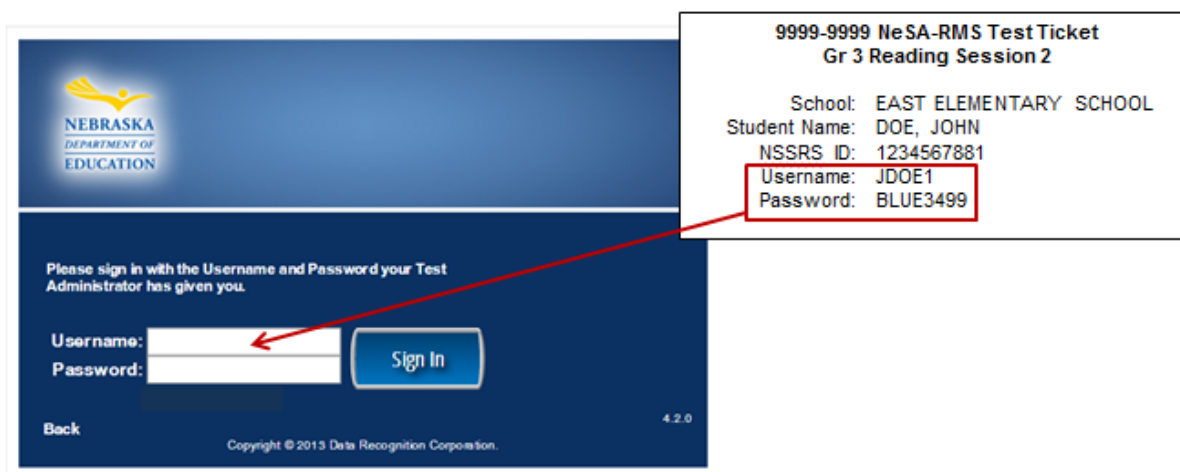 9999-9999 NeSA-RMS Test Ticket
Gr 3 Reading Session 2
School: EAST ELEMENTARY SCHOOL
Student Name: DOE, JOHN
NSSRS ID: 1234567881
Username: JDOE1
Password: BLUE3499
NEBRASKA
DEPARTMENT OF
EDUCATION
Please sign in with the Username and Password your Test
Administrator has given you.
Username:
Password:
Sign In
Back
4.2.0
Copyright © 2013 Data Recognition Corporation.